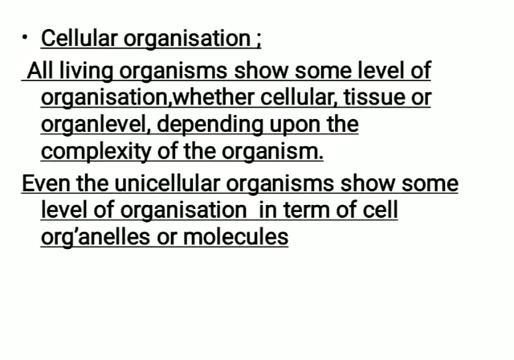 • Cellular organisation ;
All living organisms show some level of
organisation,whether cellular, tissue or
organlevel, depending upon the
complexity of the organism.
Even the unicellular organisms show some
level of organisation  in term of cell
org’anelles or molecules